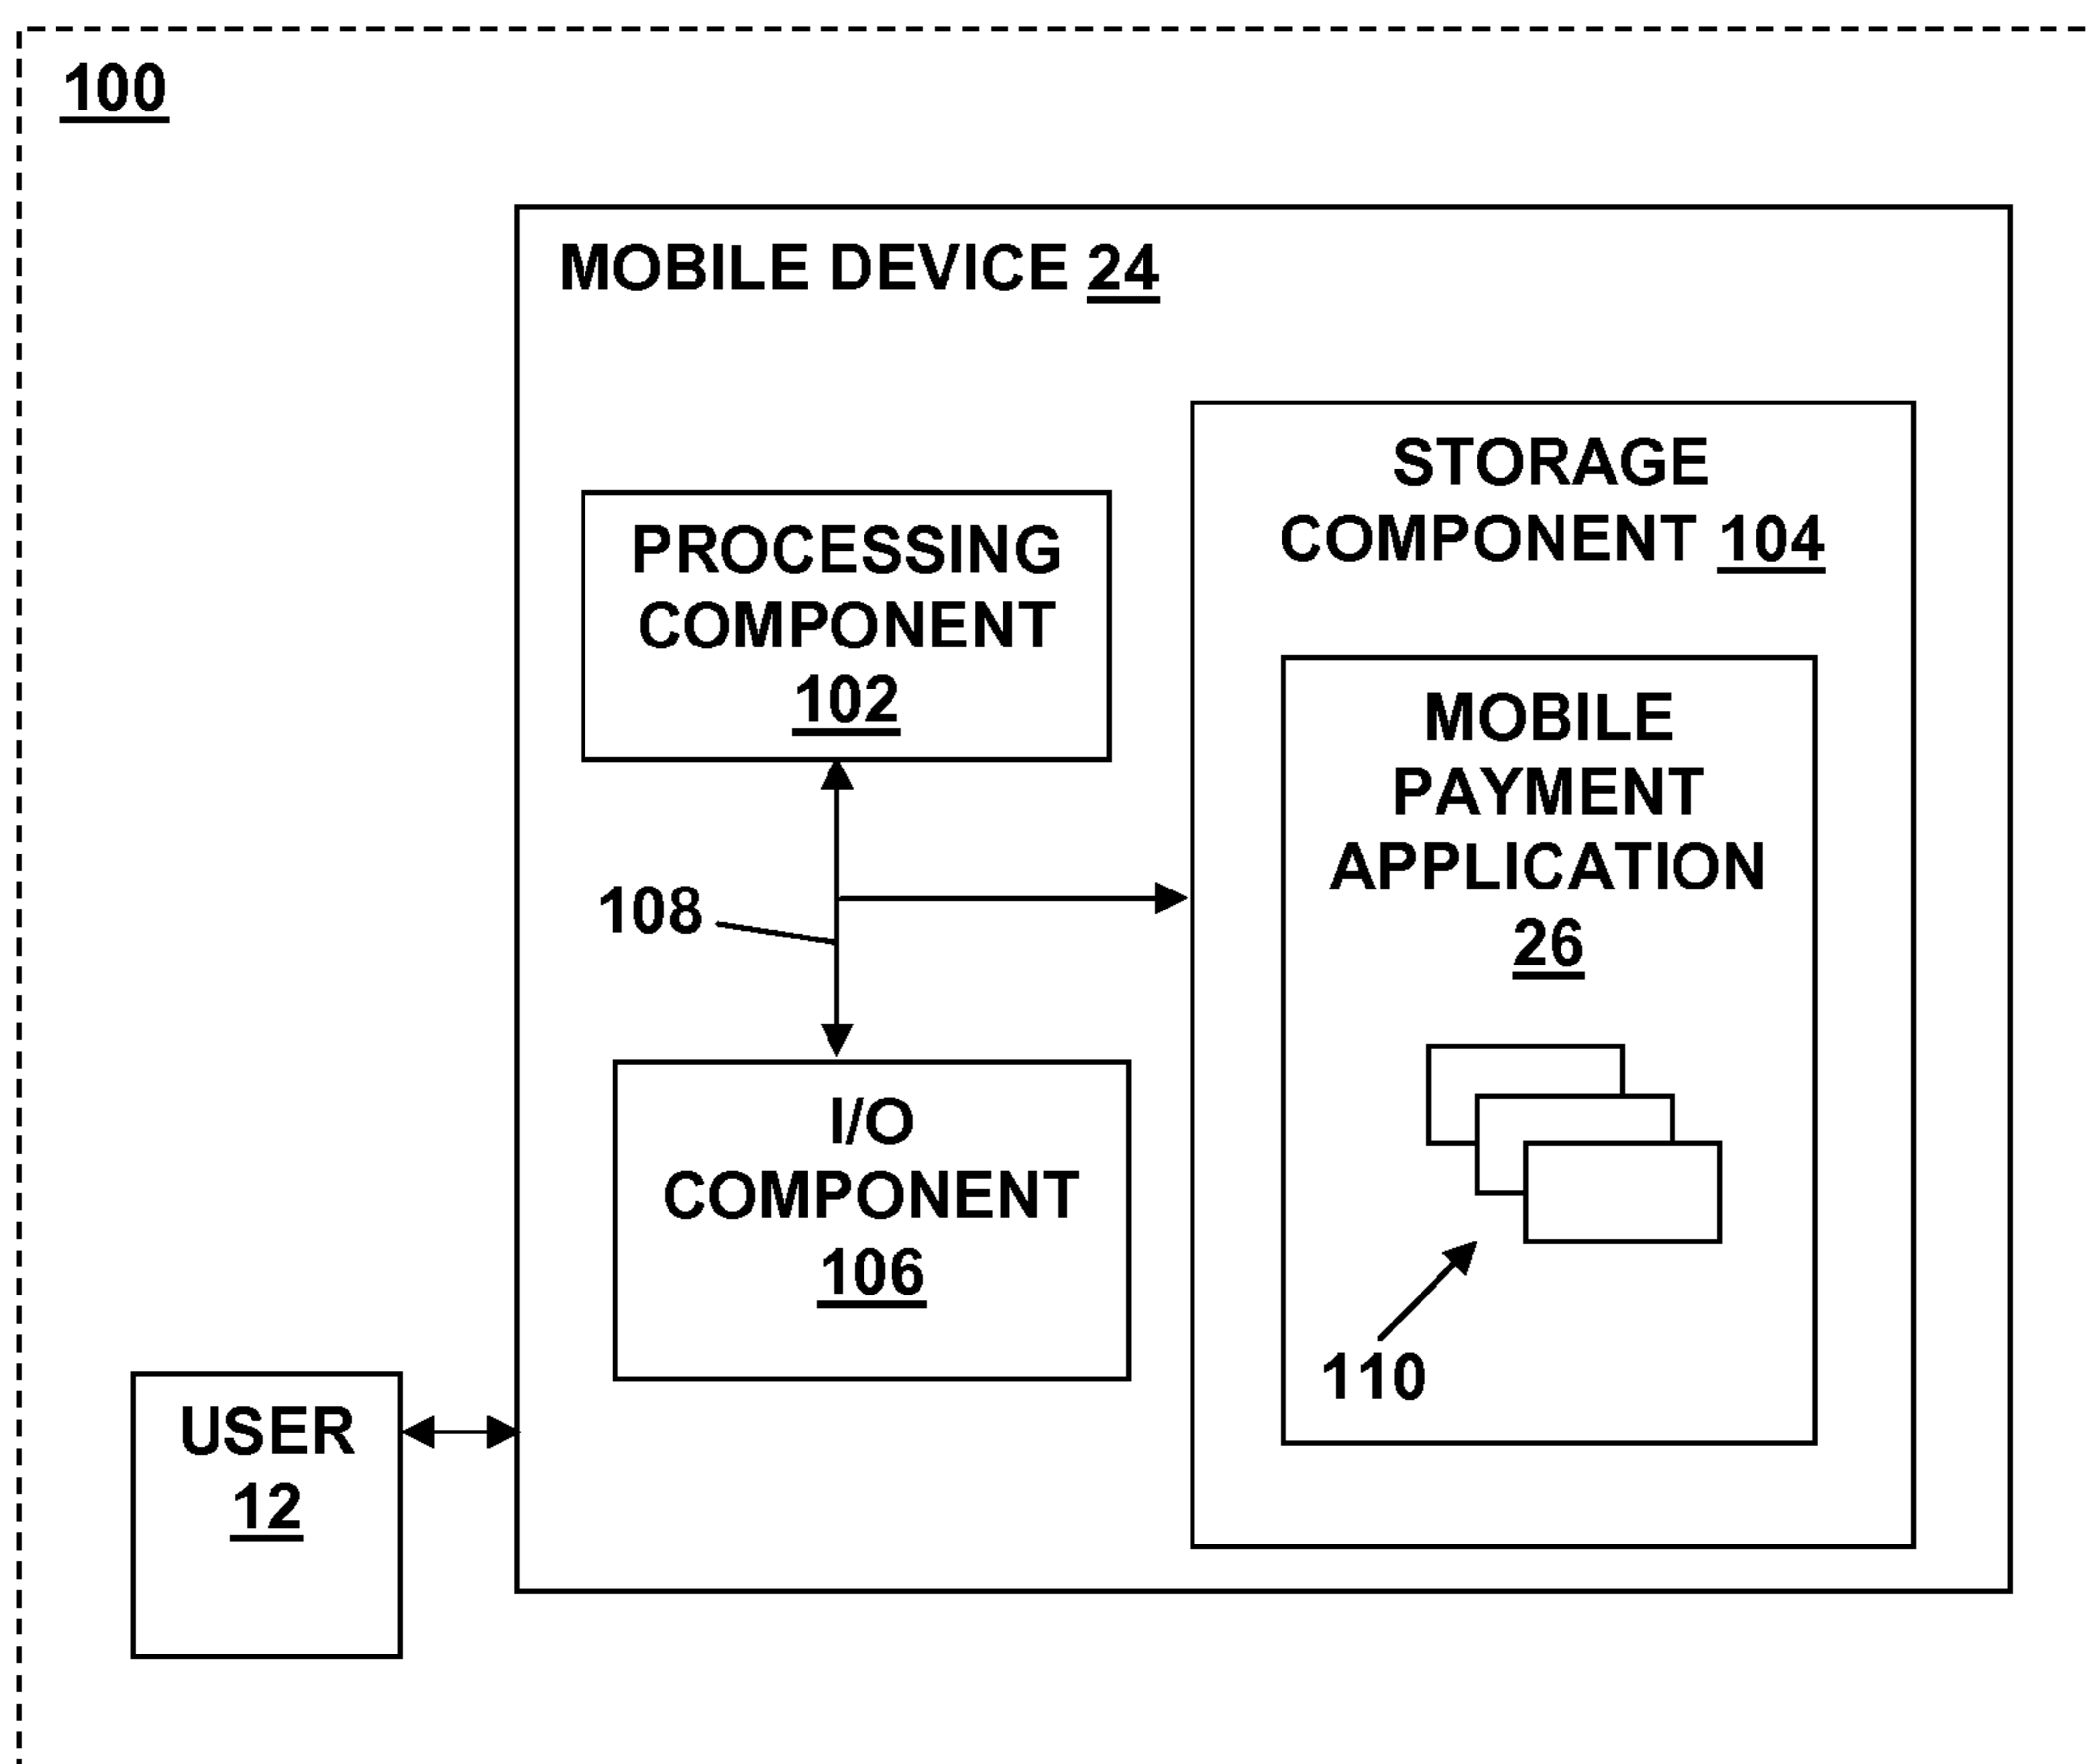 100
MOBILE DEVICE 24
STORAGE
COMPONENT 104
PROCESSING
COMPONENT
102
MOBILE
PAYMENT
APPLICATION
26
108
I/O
COMPONENT
106
110
USER
12